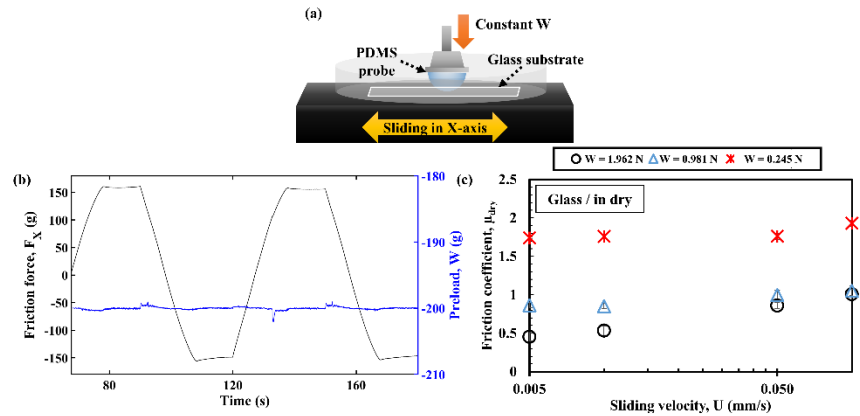 (a)
Constant W
PDMS
probe
Glass substrate
Sliding in X-axis
(b)
Friction force, F_X (g)
150
100
50
0
-50
-100
-150
80
120
160
Time (s)
-180
-190
-200
-210
Preload, W (g)
W = 1.962 N
W = 0.981 N
W = 0.245 N
(c)
Glass / in dry
Friction coefficient, μ_dry
2.5
2
1.5
1
0.5
0
0.005
0.050
Sliding velocity, U (mm/s)